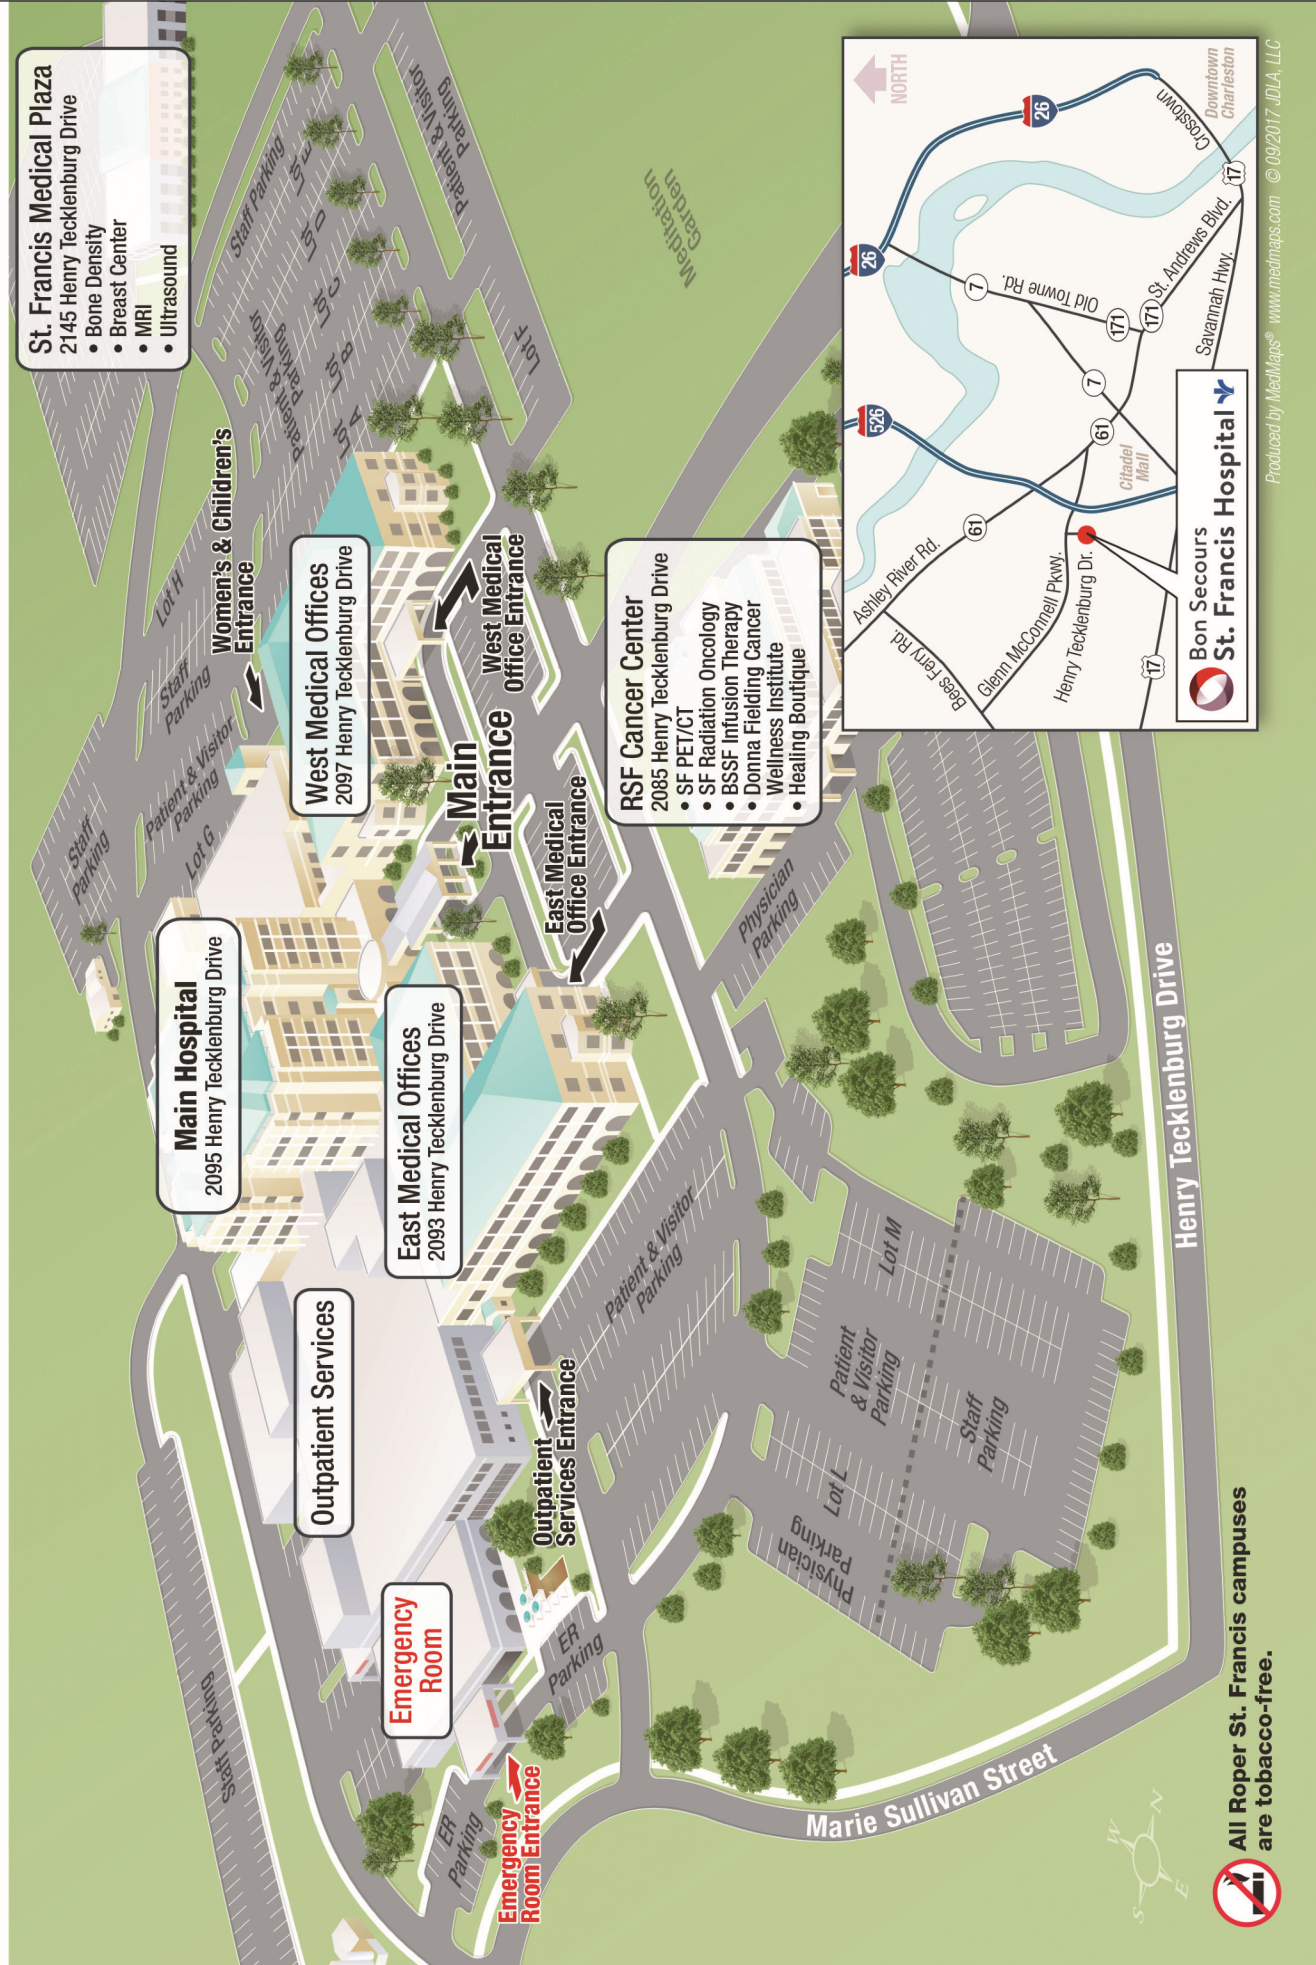 St. Francis Medical Plaza
2145 Henry Tecklenburg Drive
• Bone Density
• Breast Center
• MRI
• Ultrasound
Staff Parking
Lot E
Lot D
Lot C
Lot B
Lot A
Patient & Visitor
Parking
Patient & Visitor
Parking
Lot F
Meditation
Garden
Women's & Children's
Entrance
Lot H
Staff
Parking
Patient & Visitor
Parking
Lot G
Staff
Parking
West Medical Offices
2097 Henry Tecklenburg Drive
West Medical
Office Entrance
Main
Entrance
East Medical
Office Entrance
Main Hospital
2095 Henry Tecklenburg Drive
East Medical Offices
2093 Henry Tecklenburg Drive
RSF Cancer Center
2085 Henry Tecklenburg Drive
• SF PET/CT
• SF Radiation Oncology
• BSSF Infusion Therapy
• Donna Fielding Cancer
Wellness Institute
• Healing Boutique
Physician
Parking
Outpatient Services
Outpatient
Services Entrance
Patient & Visitor
Parking
Lot M
Patient
& Visitor
Parking
Staff
Parking
Lot L
Physician
Parking
Emergency
Room
ER
Parking
Emergency
Room Entrance
ER
Parking
Staff Parking
Henry Tecklenburg Drive
Marie Sullivan Street
S
W
N
E
All Roper St. Francis campuses
are tobacco-free.
NORTH
26
26
526
Crosstown
Downtown
Charleston
17
St. Andrews Blvd.
Savannah Hwy.
7
Old Towne Rd.
171
171
7
61
Citadel
Mall
61
Ashley River Rd.
Bees Ferry Rd.
Glenn McConnell Pkwy.
Henry Tecklenburg Dr.
17
Bon Secours
St. Francis Hospital
Produced by MedMaps® www.medmaps.com © 09/2017 JDLA, LLC